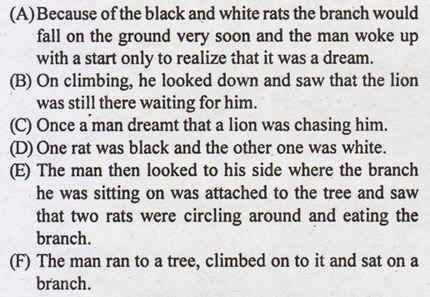 (A)Because of the black and white rats the branch would
fall on the ground very soon and the man woke up
with a start only to realize that it was a dream.
(B) On climbing, he looked down and saw that the lion
was still there waiting for him.
(C) Once a man dreamt that a lion was chasing him.
(D) One rat was black and the other one was white.
(E) The man then looked to his side where the branch
he was sitting on was attached to the tree and saw
that two rats were circling around and eating the
branch.
(F) The man ran to a tree, climbed on to it and sat on a
branch.